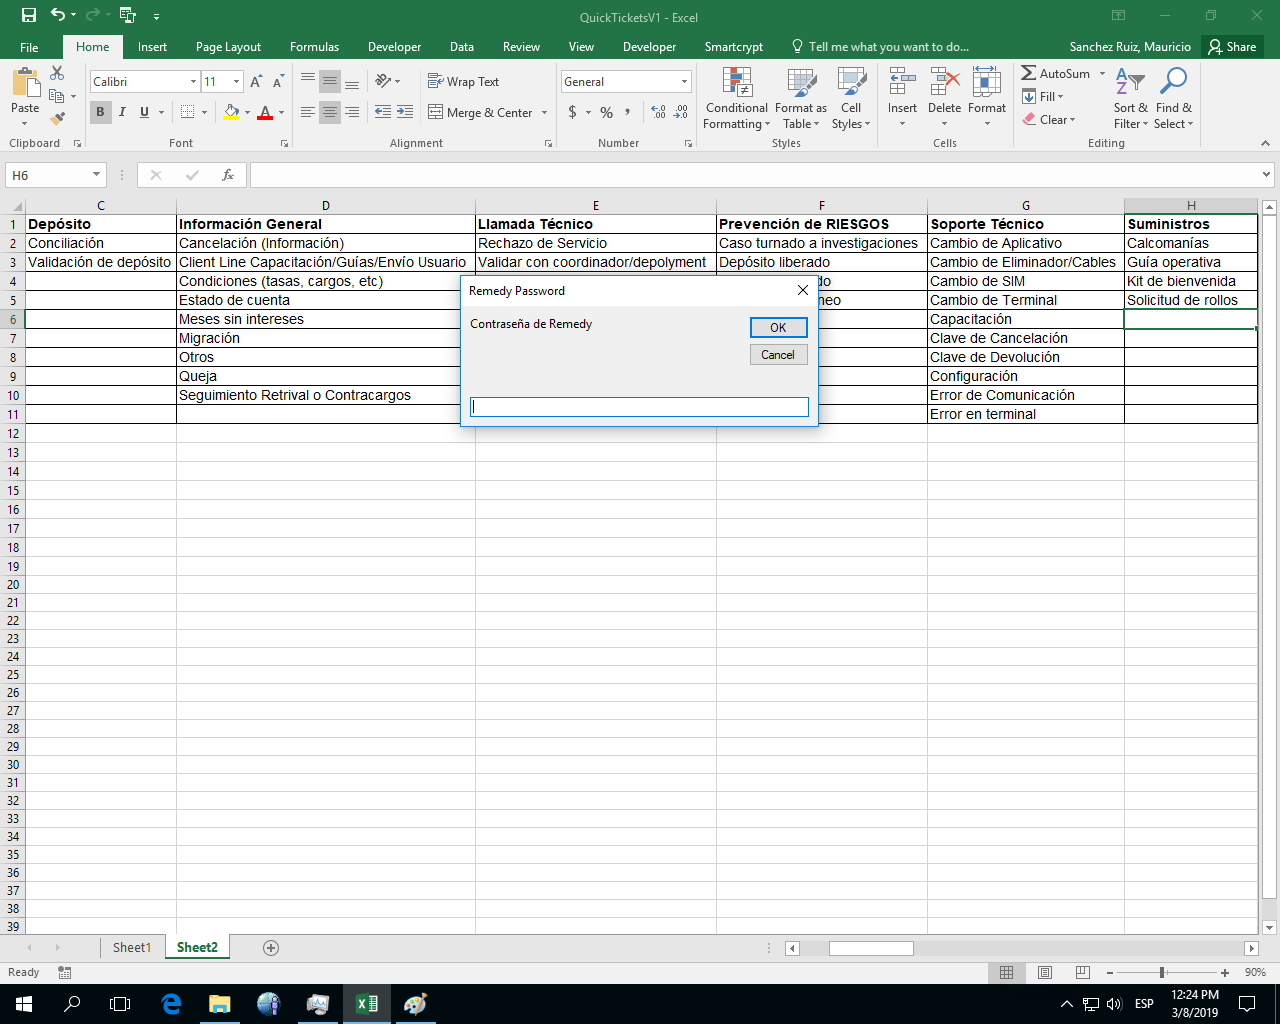 QuickTicketsV1 - Excel
File Home Insert Page Layout Formulas Developer Data Review View Developer Smartcrypt Tell me what you want to do... Sanchez Ruiz, Mauricio Share
Paste
Calibri 11
B I U
Wrap Text
Merge & Center
General
$ % ,
Conditional Formatting
Format as Table
Cell Styles
Insert
Delete
Format
AutoSum
Fill
Clear
Sort & Filter
Find & Select
Clipboard Font Alignment Number Styles Cells Editing
H6 fx
C D E F G H
1 Depósito Información General Llamada Técnico Prevención de RIESGOS Soporte Técnico Suministros
2 Conciliación Cancelación (Información) Rechazo de Servicio Caso turnado a investigaciones Cambio de Aplicativo Calcomanías
3 Validación de depósito Client Line Capacitación/Guías/Envío Usuario Validar con coordinador/depolyment Depósito liberado Cambio de Eliminador/Cables Guía operativa
4 Condiciones (tasas, cargos, etc) do Cambio de SIM Kit de bienvenida
5 Estado de cuenta neo Cambio de Terminal Solicitud de rollos
6 Meses sin intereses Capacitación
7 Migración Clave de Cancelación
8 Otros Clave de Devolución
9 Queja Configuración
10 Seguimiento Retrival o Contracargos Error de Comunicación
11 Error en terminal
12
13
14
15
16
17
18
19
20
21
22
23
24
25
26
27
28
29
30
31
32
33
34
35
36
37
38
39
Remedy Password
Contraseña de Remedy
OK
Cancel
Sheet1 Sheet2
Ready 90%
ESP 12:24 PM
3/8/2019